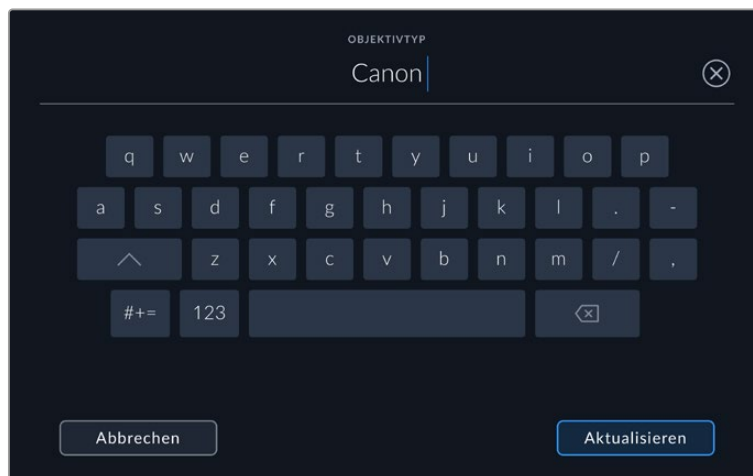 OBJEKTIVTYP
Canon
q w e r t y u i o p
a s d f g h j k l . -
z x c v b n m / ,
#+= 123
Abbrechen Aktualisieren